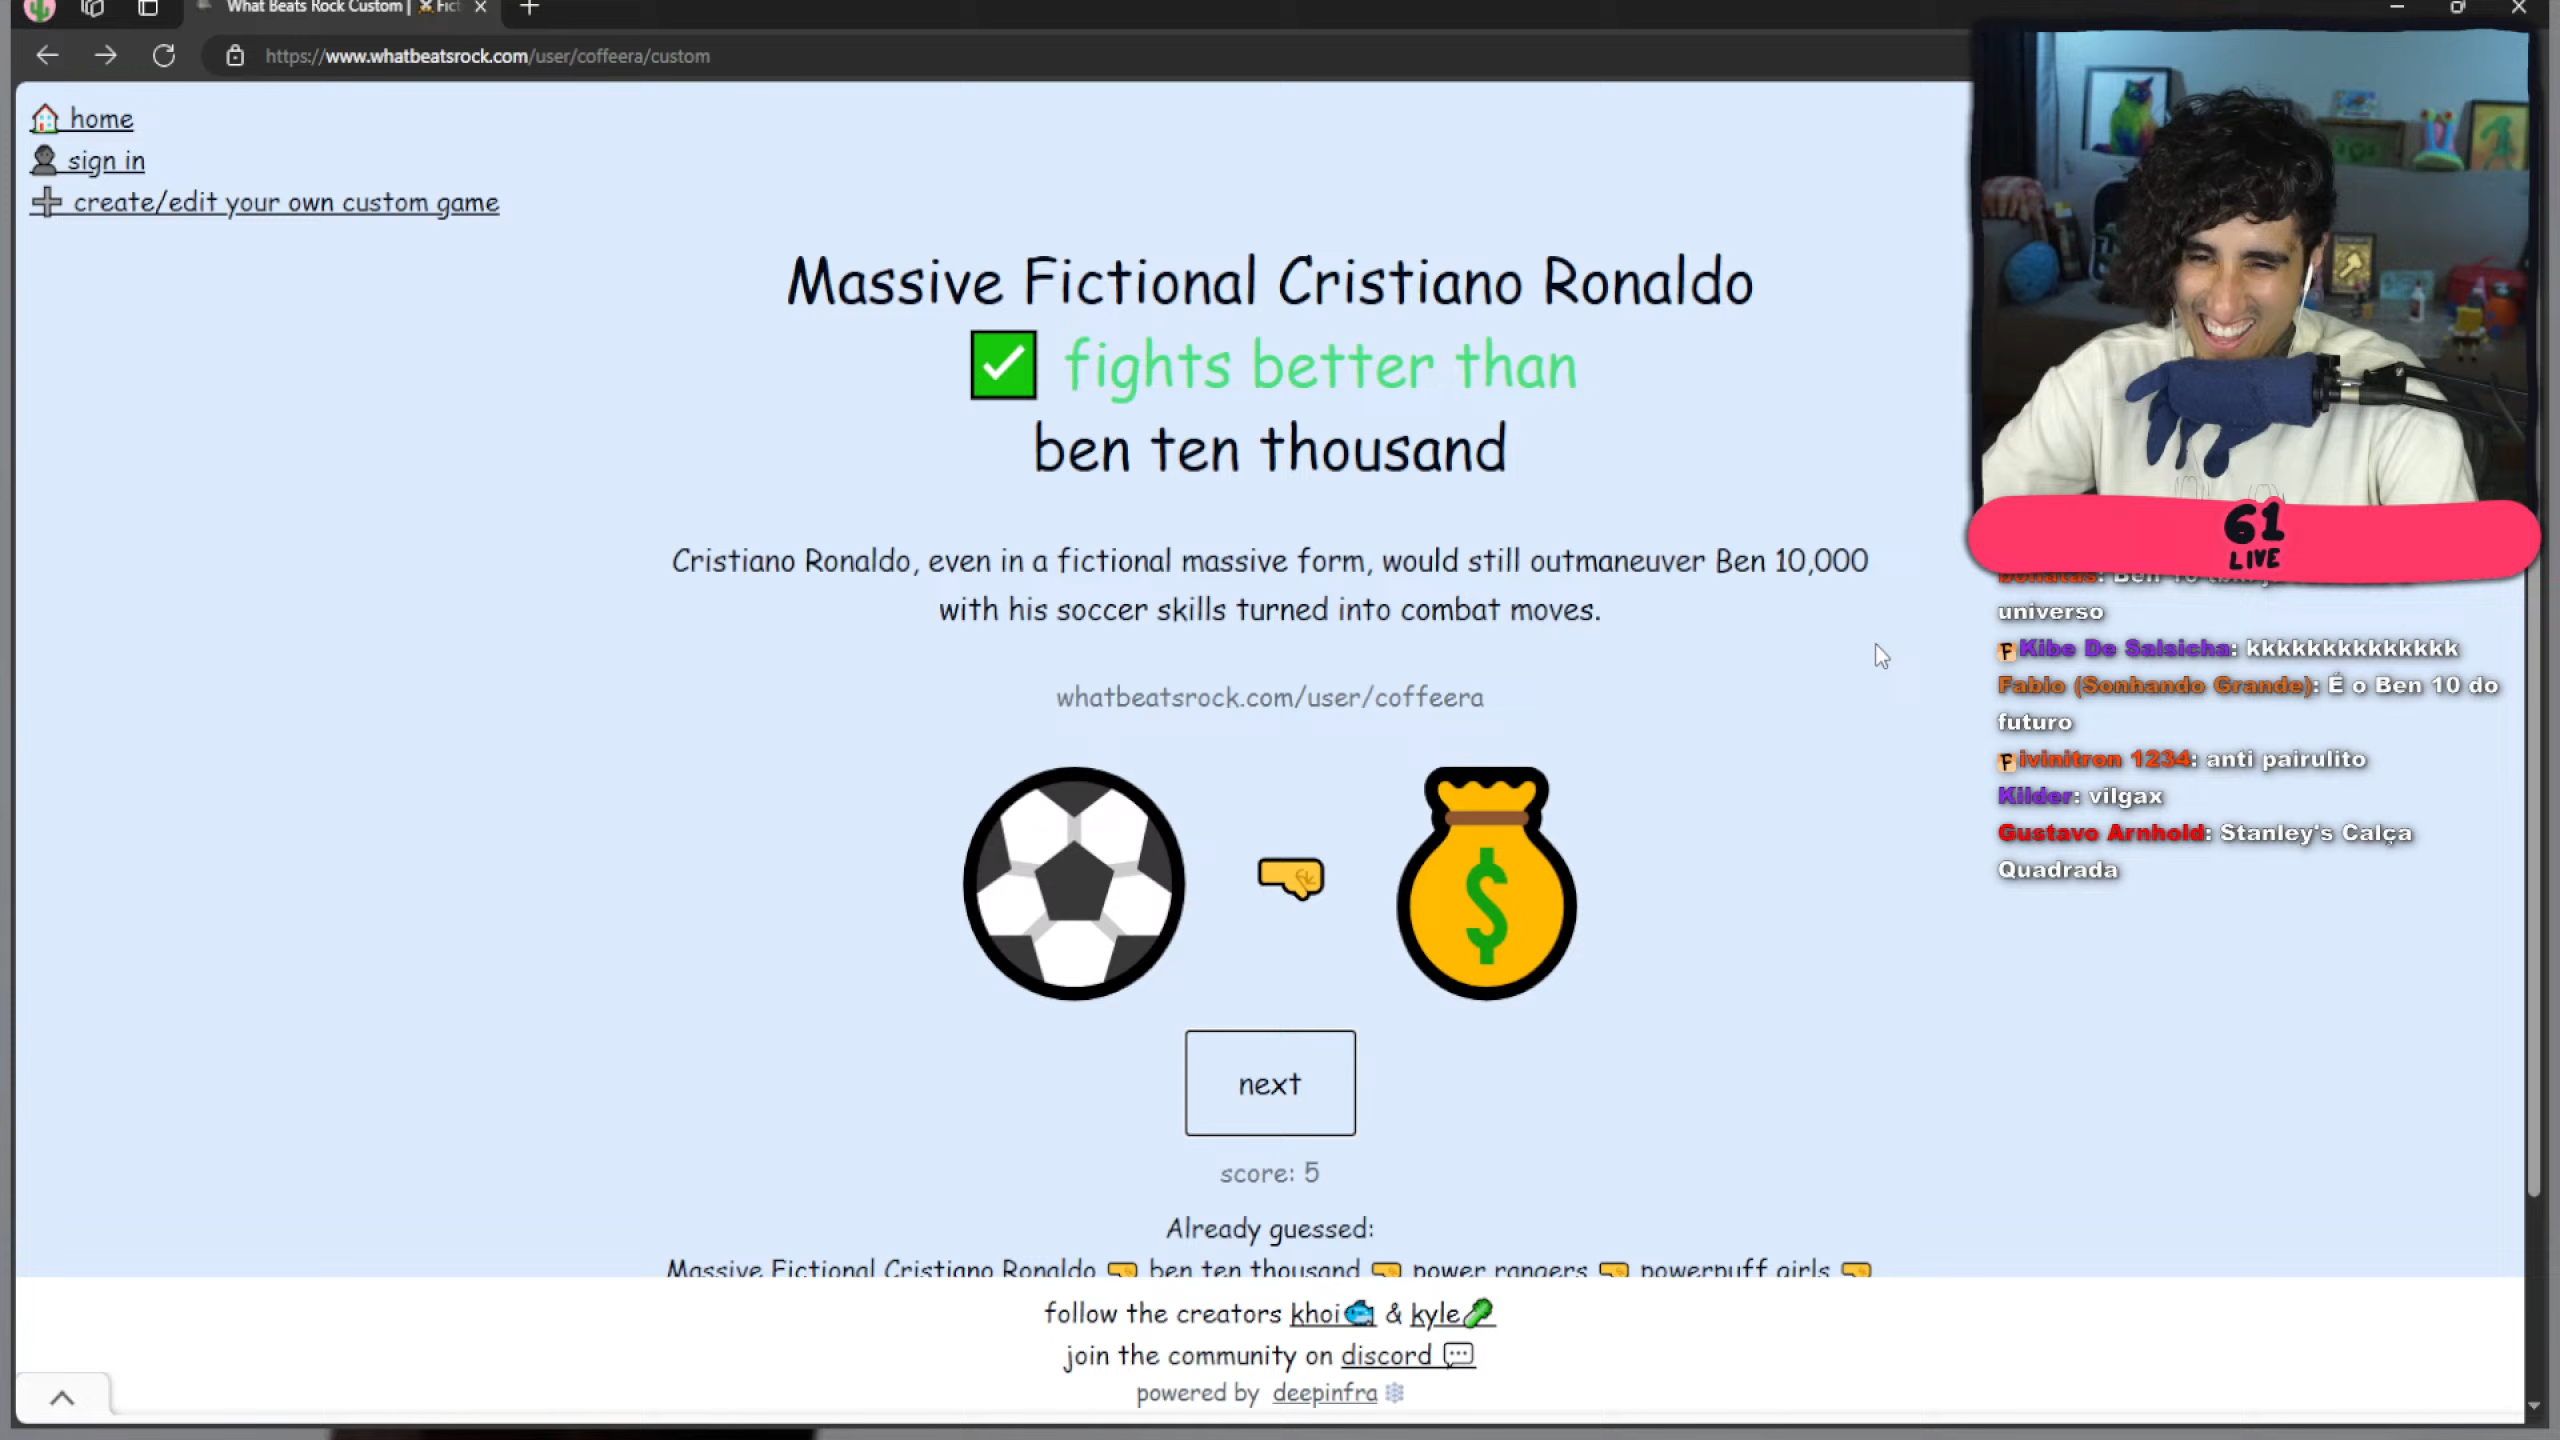 What Beats Rock Custom | Fict
https://www.whatbeatsrock.com/user/coffeera/custom
home
sign in
create/edit your own custom game
Massive Fictional Cristiano Ronaldo
fights better than
ben ten thousand
Cristiano Ronaldo, even in a fictional massive form, would still outmaneuver Ben 10,000
with his soccer skills turned into combat moves.
whatbeatsrock.com/user/coffeera
$
next
score: 5
Already guessed:
Massive Fictional Cristiano Ronaldo ben ten thousand power rangers powerpuff girls
follow the creators khoi & kyle
join the community on discord
powered by deepinfra
61
LIVE
donatas: Ben 10
universo
Kibe De Salsicha: kkkkkkkkkkkkkk
Fabio (Sonhando Grande): É o Ben 10 do
futuro
ivinitron 1234: anti pairulito
Kilder: vilgax
Gustavo Arnhold: Stanley's Calça
Quadrada